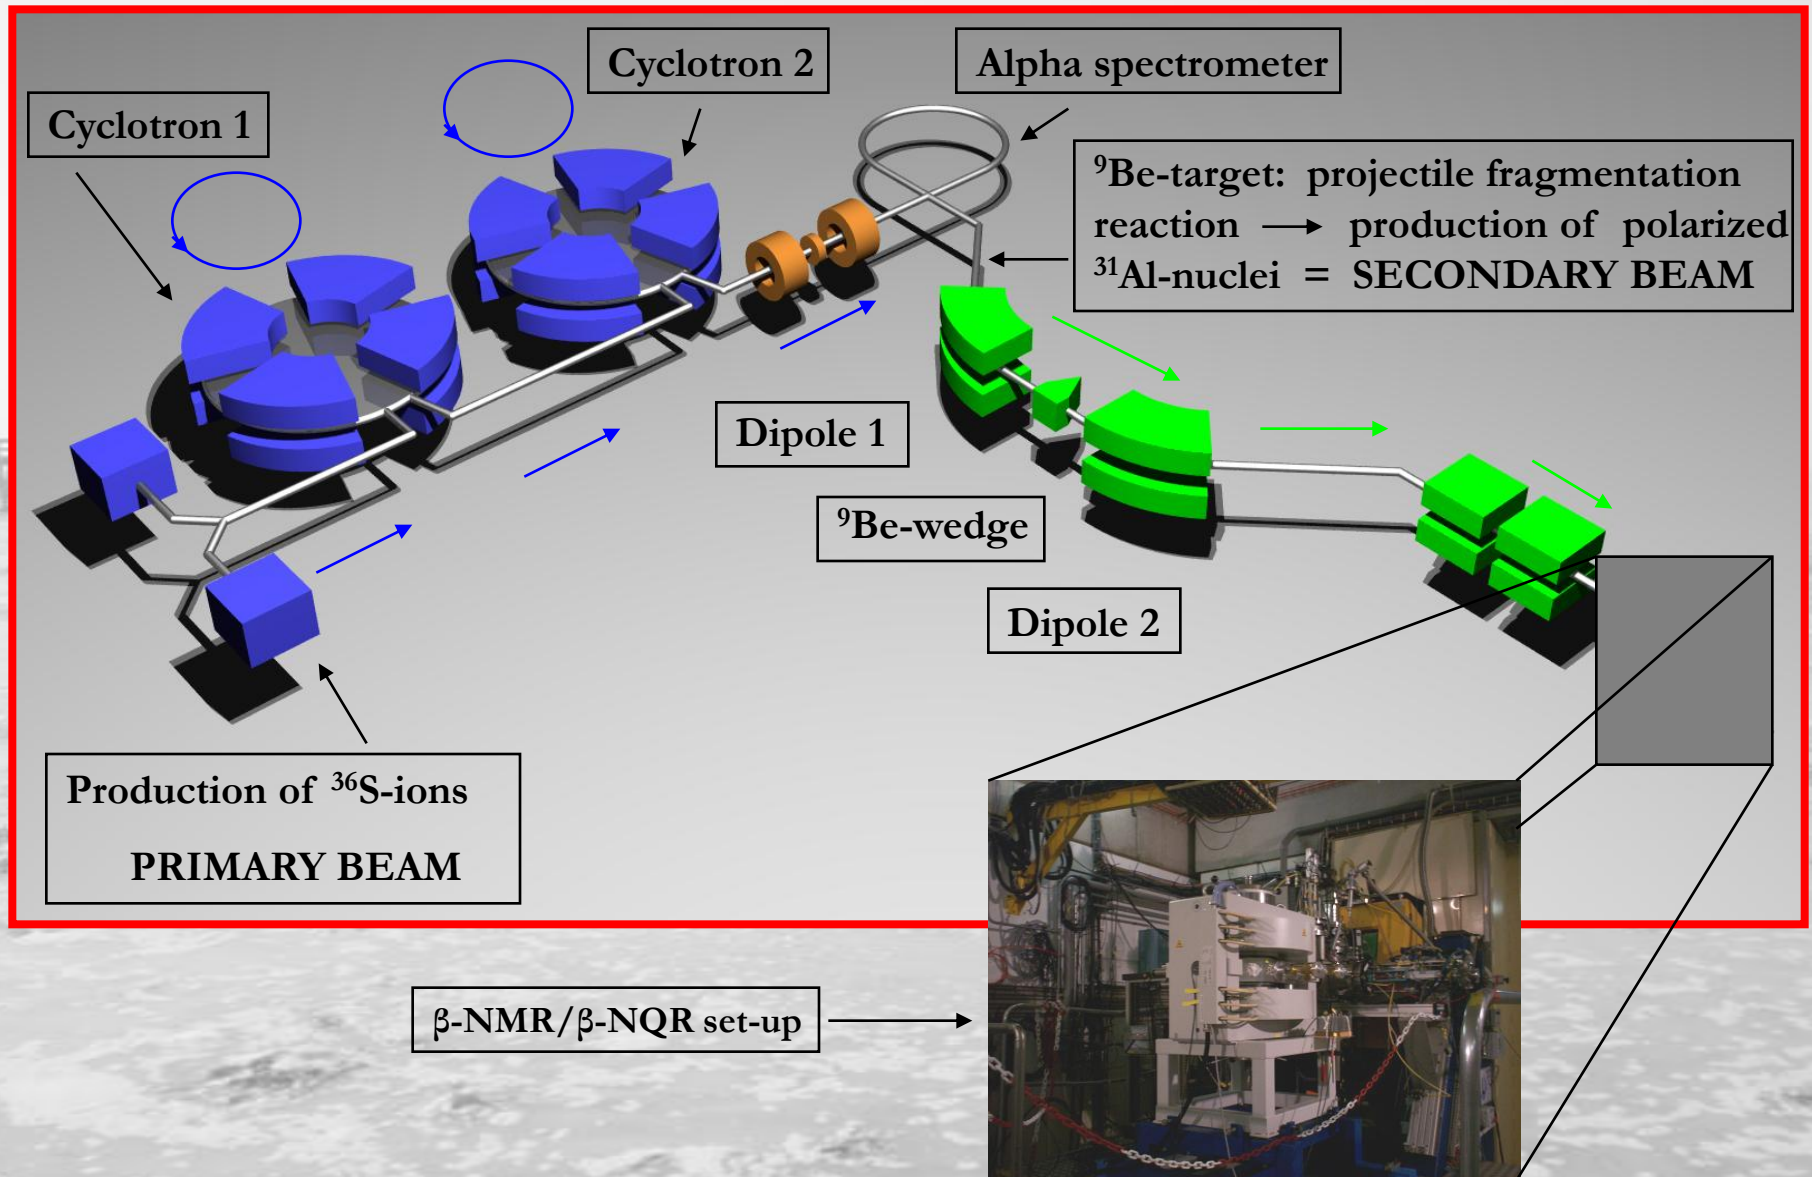 Cyclotron 1
Cyclotron 2
Alpha spectrometer
⁹Be-target: projectile fragmentation
reaction → production of polarized
³¹Al-nuclei = SECONDARY BEAM
Dipole 1
⁹Be-wedge
Dipole 2
Production of ³⁶S-ions
PRIMARY BEAM
β-NMR/β-NQR set-up